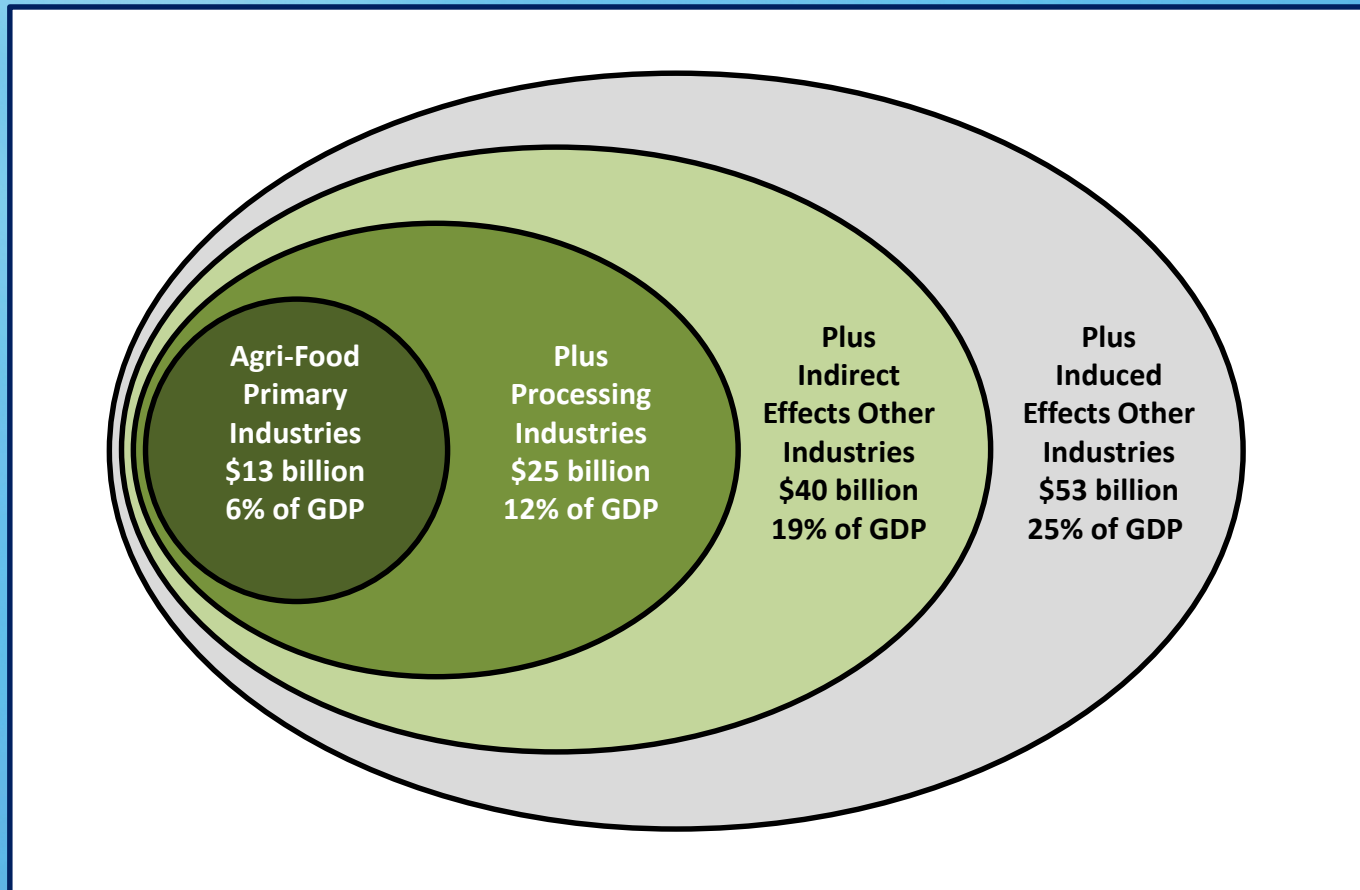 Agri-Food
Primary
Industries
$13 billion
6% of GDP
Plus
Processing
Industries
$25 billion
12% of GDP
Plus
Indirect
Effects Other
Industries
$40 billion
19% of GDP
Plus
Induced
Effects Other
Industries
$53 billion
25% of GDP